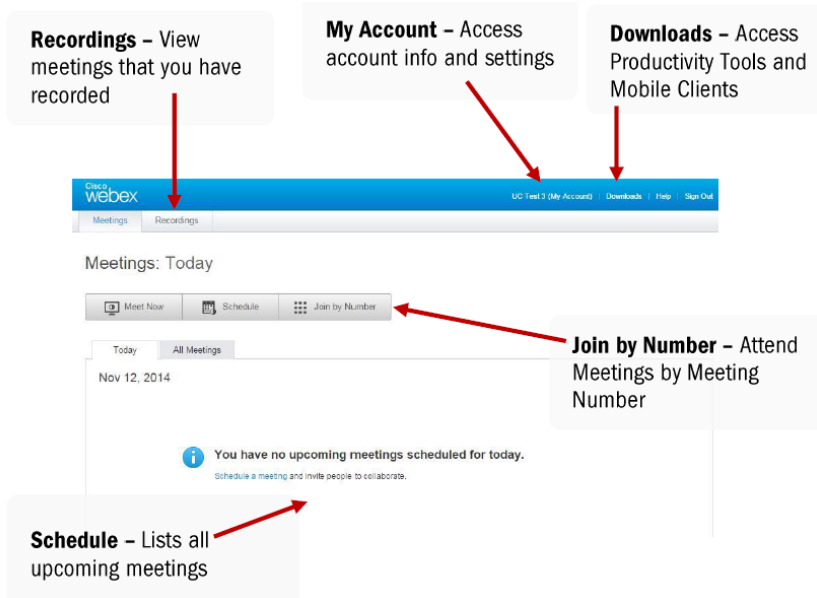 Recordings – View
meetings that you have
recorded
My Account – Access
account info and settings
Downloads – Access
Productivity Tools and
Mobile Clients
Cisco
webex
UC Test 3 (My Account) | Downloads | Help | Sign Out
Meetings Recordings
Meetings: Today
Meet Now Schedule Join by Number
Today All Meetings
Nov 12, 2014
Join by Number – Attend
Meetings by Meeting
Number
You have no upcoming meetings scheduled for today.
Schedule a meeting and invite people to collaborate.
Schedule – Lists all
upcoming meetings